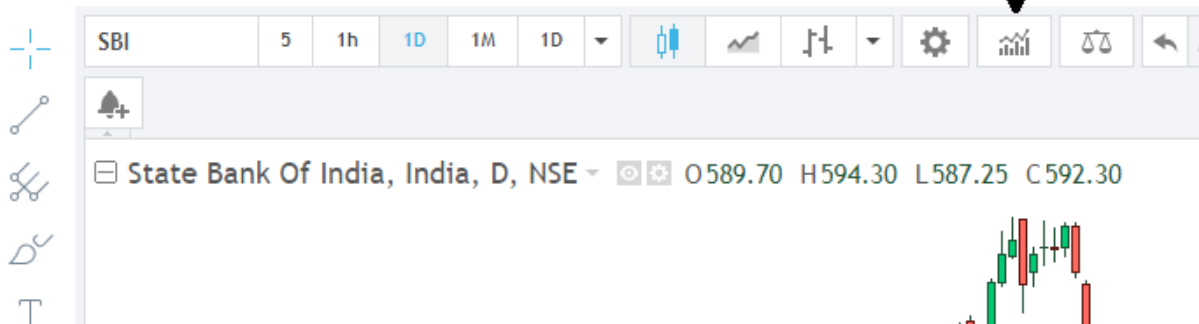 SBI 5 1h 1D 1M 1D
State Bank Of India, India, D, NSE O589.70 H594.30 L587.25 C592.30
T